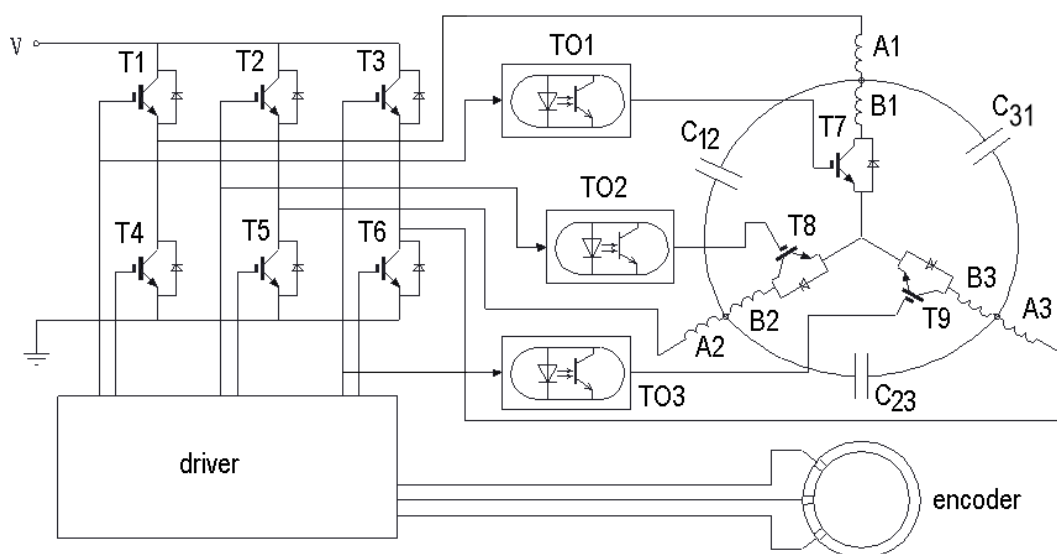 V
T1
T2
T3
TO1
A1
B1
T7
C12
C31
T4
T5
T6
TO2
T8
B3
A3
T9
B2
A2
TO3
C23
driver
encoder